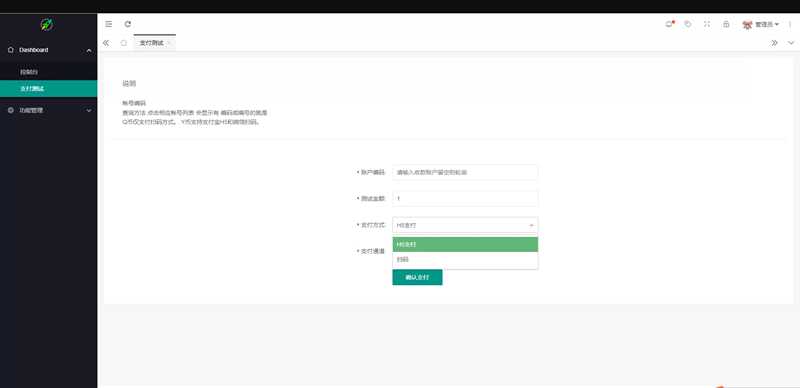 管理员
支付测试
Dashboard
控制台
支付测试
功能管理
说明
帐号编码
查询方法 点击相应帐号列表 会显示有 编码或编号的就是
Q币仅支付扫码方式。 Y币支持支付宝H5和微信扫码。
* 账户编码:
请输入收款账户留空则轮询
* 测试金额:
1
* 支付方式:
H5支付
H5支付
扫码
* 支付通道:
确认支付